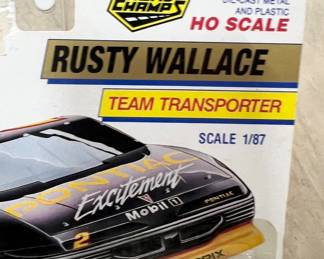 CHAMPS
DIE-CAST METAL
AND PLASTIC
HO SCALE
RUSTY WALLACE
TEAM TRANSPORTER
SCALE 1/87
PONTIAC
Excitement
Mobil 1
PONTIAC
2
PRIX